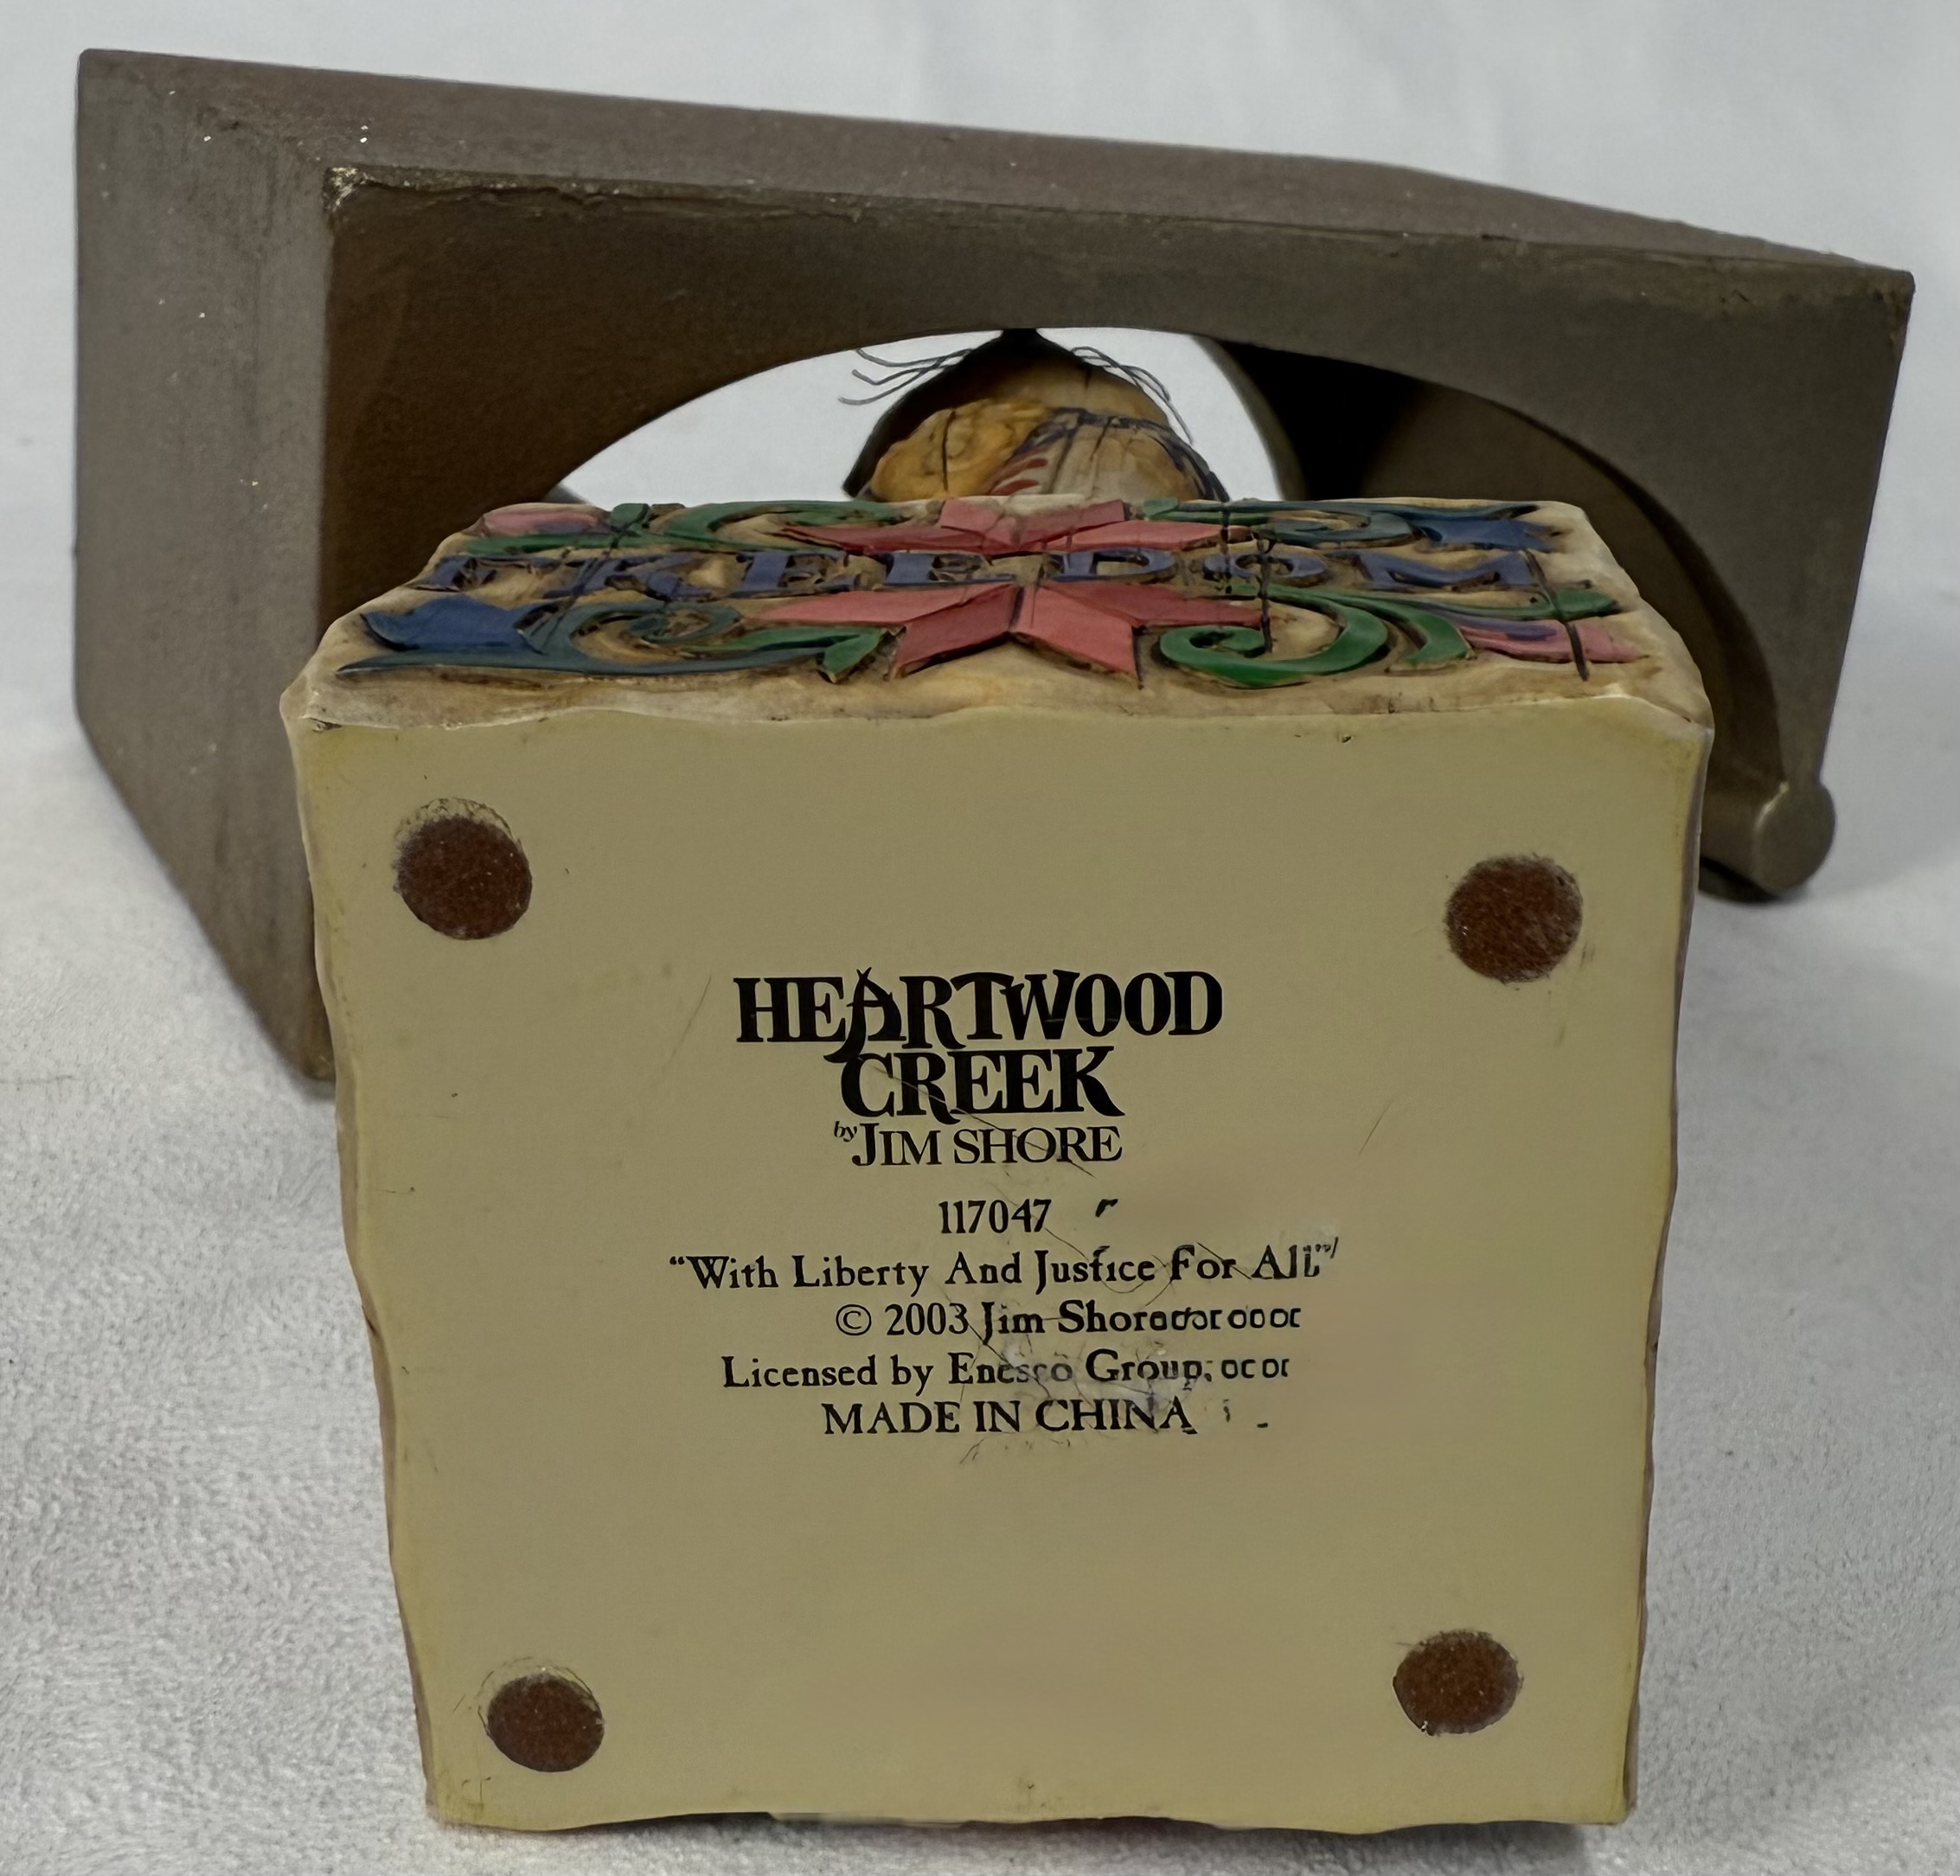 FREEDOM
HEARTWOOD
CREEK
by JIM SHORE
117047
“With Liberty And Justice For All”
© 2003 Jim Shore
Licensed by Enesco Group,
MADE IN CHINA